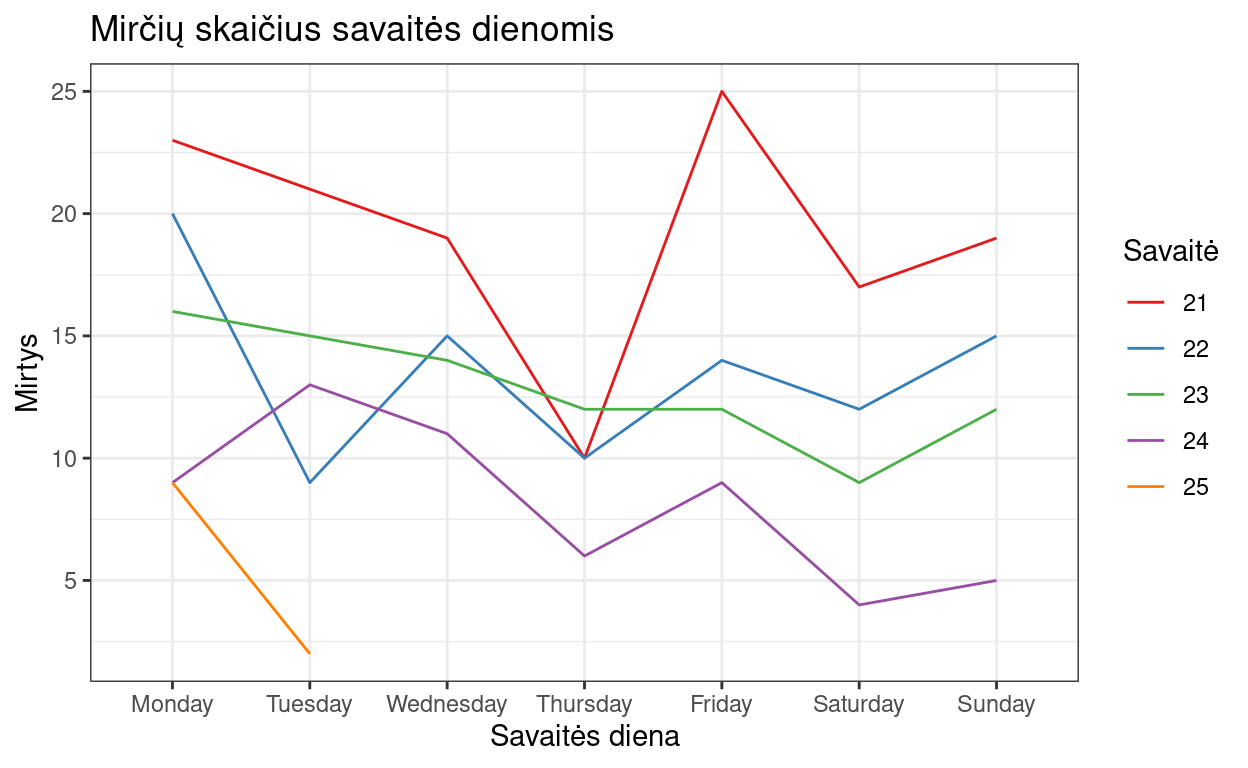 Mirčių skaičius savaitės dienomis
Mirtys
25
20
15
10
5
Monday Tuesday Wednesday Thursday Friday Saturday Sunday
Savaitės diena
Savaitė
21
22
23
24
25